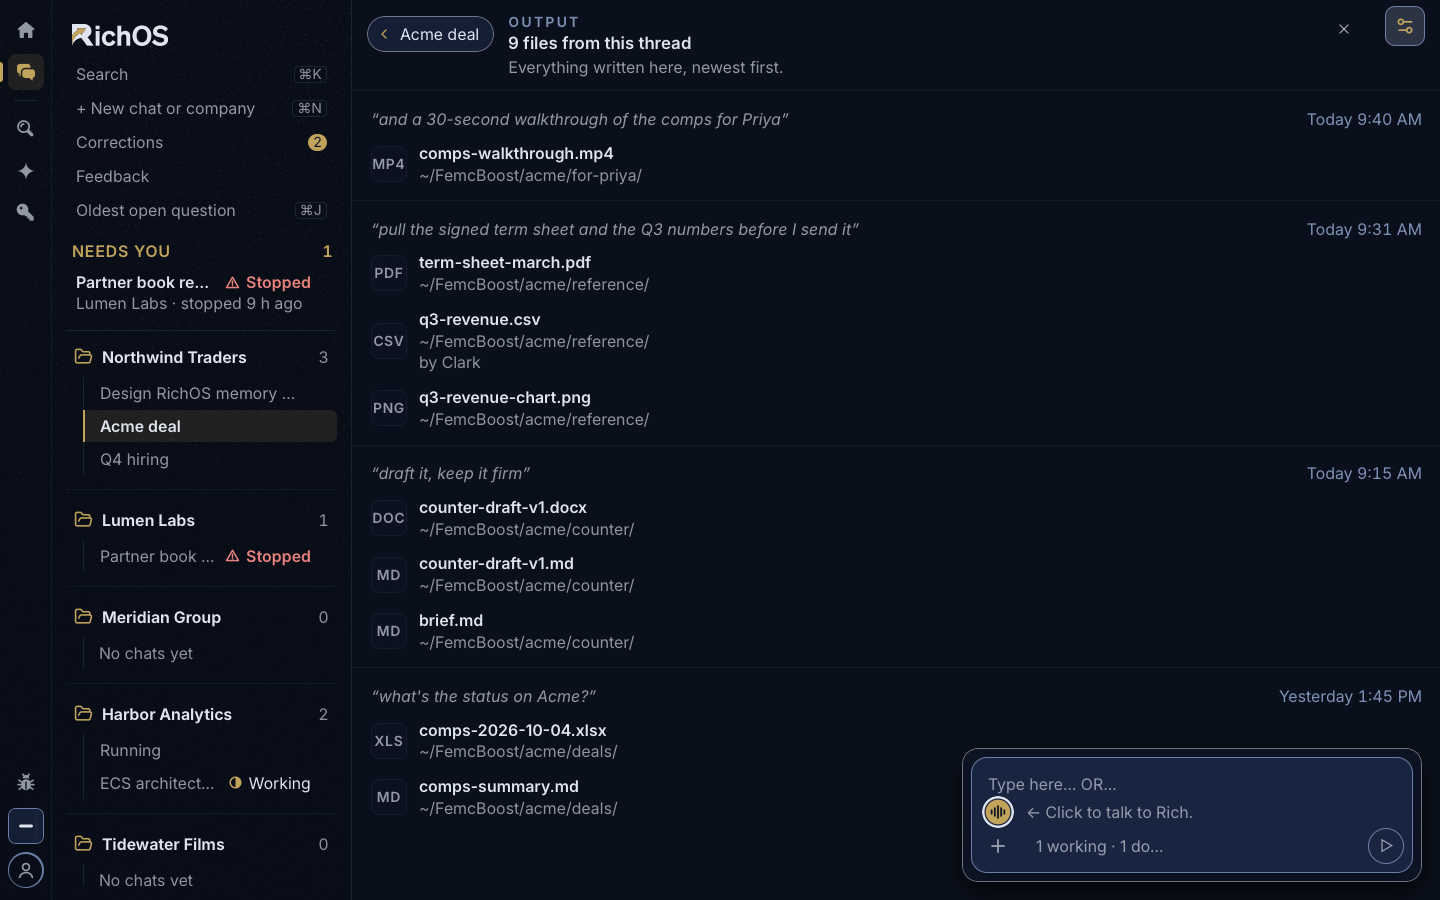 RichOS
Search ⌘K
+ New chat or company ⌘N
Corrections 2
Feedback
Oldest open question ⌘J
NEEDS YOU 1
Partner book re... Stopped
Lumen Labs · stopped 9 h ago
Northwind Traders 3
Design RichOS memory ...
Acme deal
Q4 hiring
Lumen Labs 1
Partner book ... Stopped
Meridian Group 0
No chats yet
Harbor Analytics 2
Running
ECS architect... Working
Tidewater Films 0
No chats yet
Acme deal
OUTPUT
9 files from this thread
Everything written here, newest first.
“and a 30-second walkthrough of the comps for Priya” Today 9:40 AM
MP4 comps-walkthrough.mp4
~/FemcBoost/acme/for-priya/
“pull the signed term sheet and the Q3 numbers before I send it” Today 9:31 AM
PDF term-sheet-march.pdf
~/FemcBoost/acme/reference/
CSV q3-revenue.csv
~/FemcBoost/acme/reference/
by Clark
PNG q3-revenue-chart.png
~/FemcBoost/acme/reference/
“draft it, keep it firm” Today 9:15 AM
DOC counter-draft-v1.docx
~/FemcBoost/acme/counter/
MD counter-draft-v1.md
~/FemcBoost/acme/counter/
MD brief.md
~/FemcBoost/acme/counter/
“what's the status on Acme?” Yesterday 1:45 PM
XLS comps-2026-10-04.xlsx
~/FemcBoost/acme/deals/
MD comps-summary.md
~/FemcBoost/acme/deals/
Type here... OR...
← Click to talk to Rich.
1 working · 1 do...